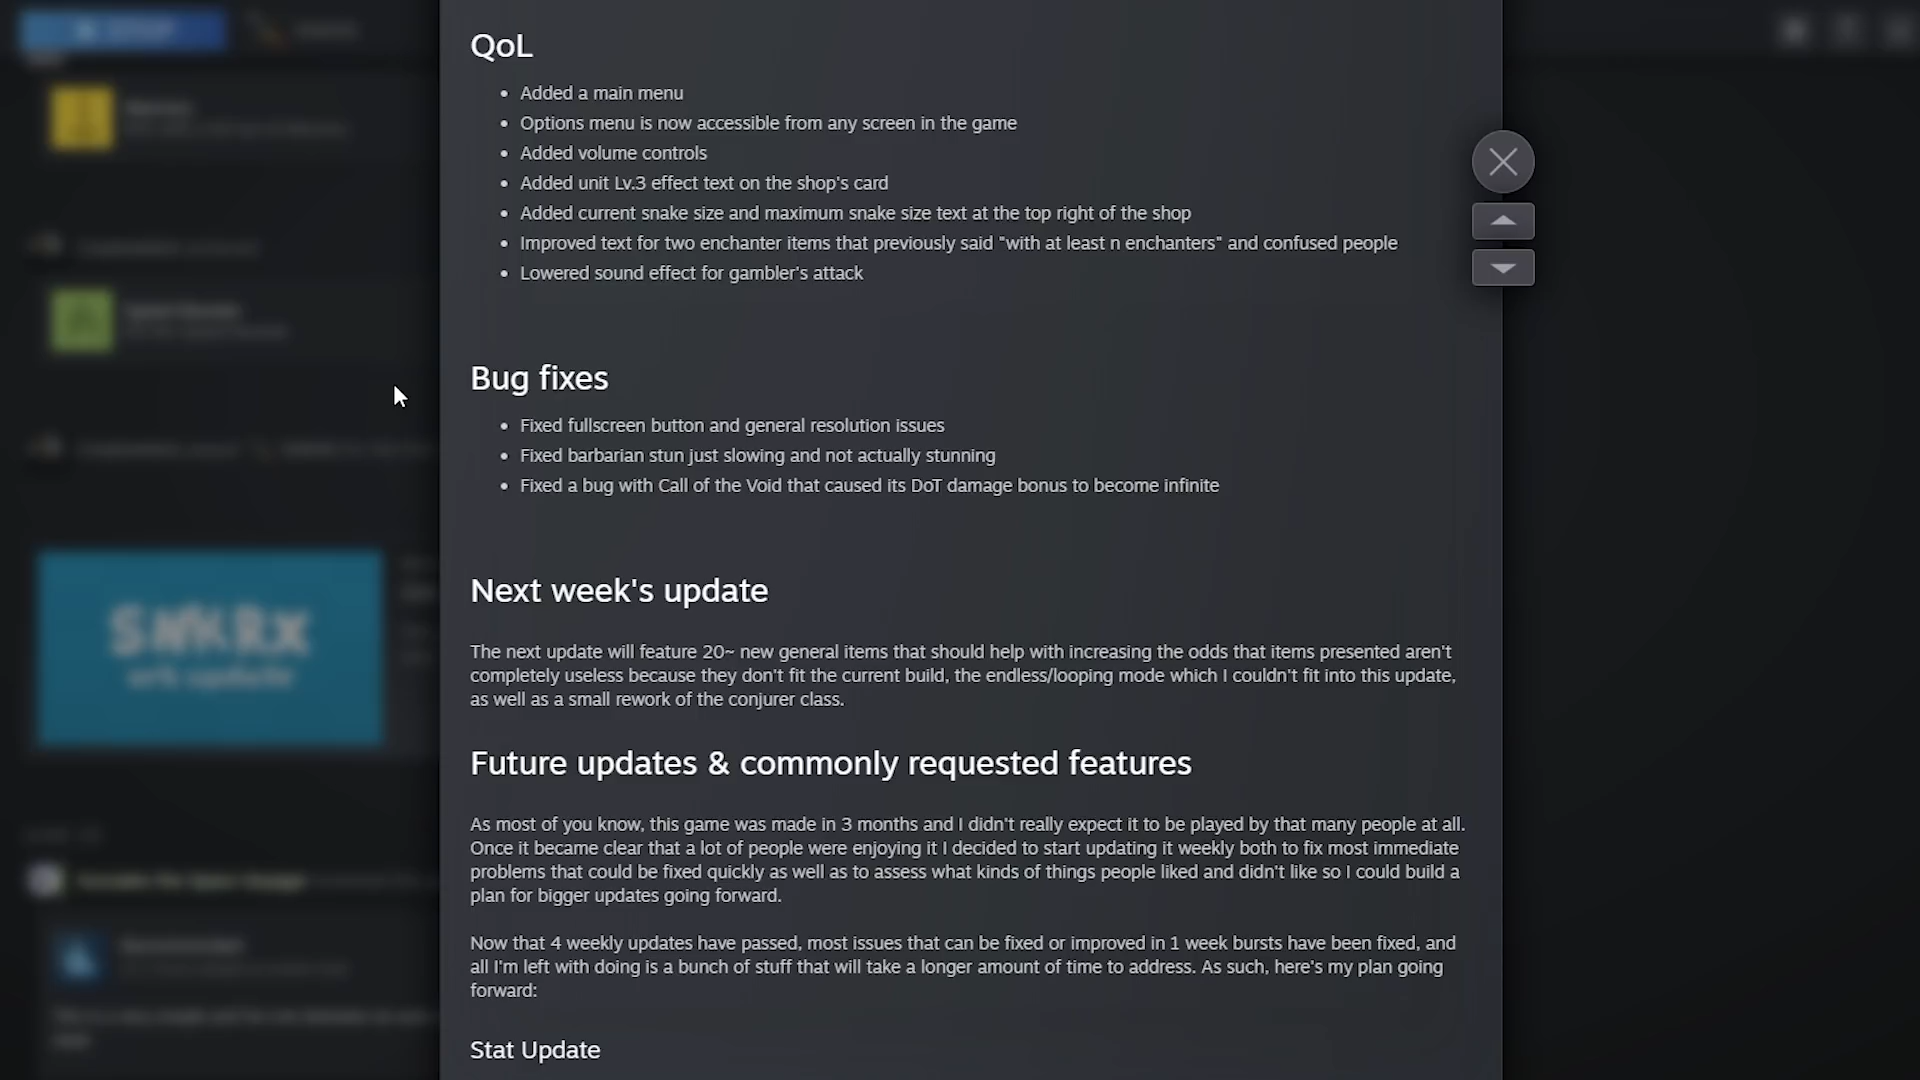 QoL
Added a main menu
Options menu is now accessible from any screen in the game
Added volume controls
Added unit Lv.3 effect text on the shop's card
Added current snake size and maximum snake size text at the top right of the shop
Improved text for two enchanter items that previously said "with at least n enchanters" and confused people
Lowered sound effect for gambler's attack
Bug fixes
Fixed fullscreen button and general resolution issues
Fixed barbarian stun just slowing and not actually stunning
Fixed a bug with Call of the Void that caused its DoT damage bonus to become infinite
SNKRX
Next week's update
The next update will feature 20~ new general items that should help with increasing the odds that items presented aren't
completely useless because they don't fit the current build, the endless/looping mode which I couldn't fit into this update,
as well as a small rework of the conjurer class.
Future updates & commonly requested features
As most of you know, this game was made in 3 months and I didn't really expect it to be played by that many people at all.
Once it became clear that a lot of people were enjoying it I decided to start updating it weekly both to fix most immediate
problems that could be fixed quickly as well as to assess what kinds of things people liked and didn't like so I could build a
plan for bigger updates going forward.
Now that 4 weekly updates have passed, most issues that can be fixed or improved in 1 week bursts have been fixed, and
all I'm left with doing is a bunch of stuff that will take a longer amount of time to address. As such, here's my plan going
forward:
Stat Update